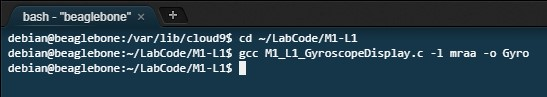 bash - "beaglebone"
debian@beaglebone:/var/lib/cloud9$ cd ~/LabCode/M1-L1
debian@beaglebone:~/LabCode/M1-L1$ gcc M1_L1_GyroscopeDisplay.c -l mraa -o Gyro
debian@beaglebone:~/LabCode/M1-L1$